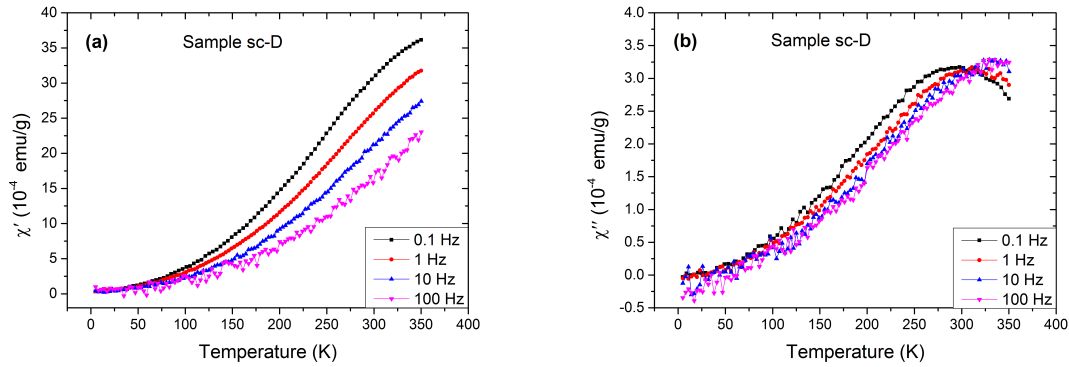 (a)
Sample sc-D
40
35
30
25
20
15
10
5
0
χ′ (10⁻⁴ emu/g)
0 50 100 150 200 250 300 350 400
Temperature (K)
0.1 Hz
1 Hz
10 Hz
100 Hz
(b)
Sample sc-D
4.0
3.5
3.0
2.5
2.0
1.5
1.0
0.5
0.0
-0.5
χ′′ (10⁻⁴ emu/g)
0 50 100 150 200 250 300 350 400
Temperature (K)
0.1 Hz
1 Hz
10 Hz
100 Hz